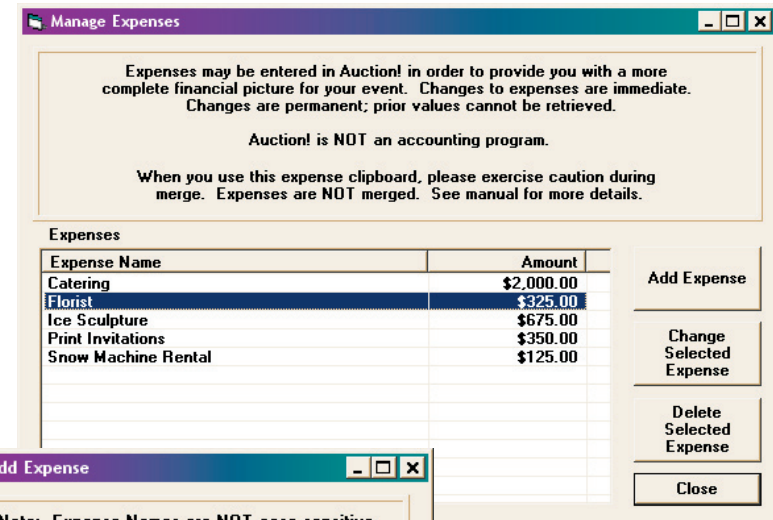 Manage Expenses
Expenses may be entered in Auction! in order to provide you with a more
complete financial picture for your event. Changes to expenses are immediate.
Changes are permanent; prior values cannot be retrieved.
Auction! is NOT an accounting program.
When you use this expense clipboard, please exercise caution during
merge. Expenses are NOT merged. See manual for more details.
Expenses
Expense Name Amount
Catering $2,000.00
Florist $325.00
Ice Sculpture $675.00
Print Invitations $350.00
Snow Machine Rental $125.00
Add Expense
Change
Selected
Expense
Delete
Selected
Expense
Close
dd Expense
Note: Expense Names are NOT case sensitive